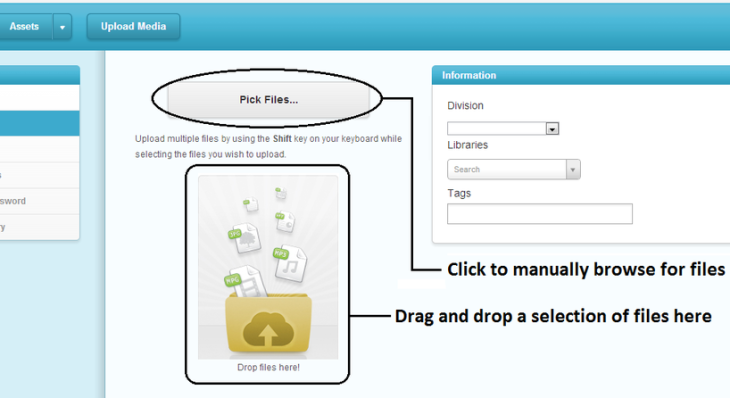 Assets
Upload Media
Information
Pick Files...
Division
Upload multiple files by using the Shift key on your keyboard while
selecting the files you wish to upload.
Libraries
Search
s
Tags
sword
ry
JPG
MP3
MPG
Click to manually browse for files
Drag and drop a selection of files here
Drop files here!